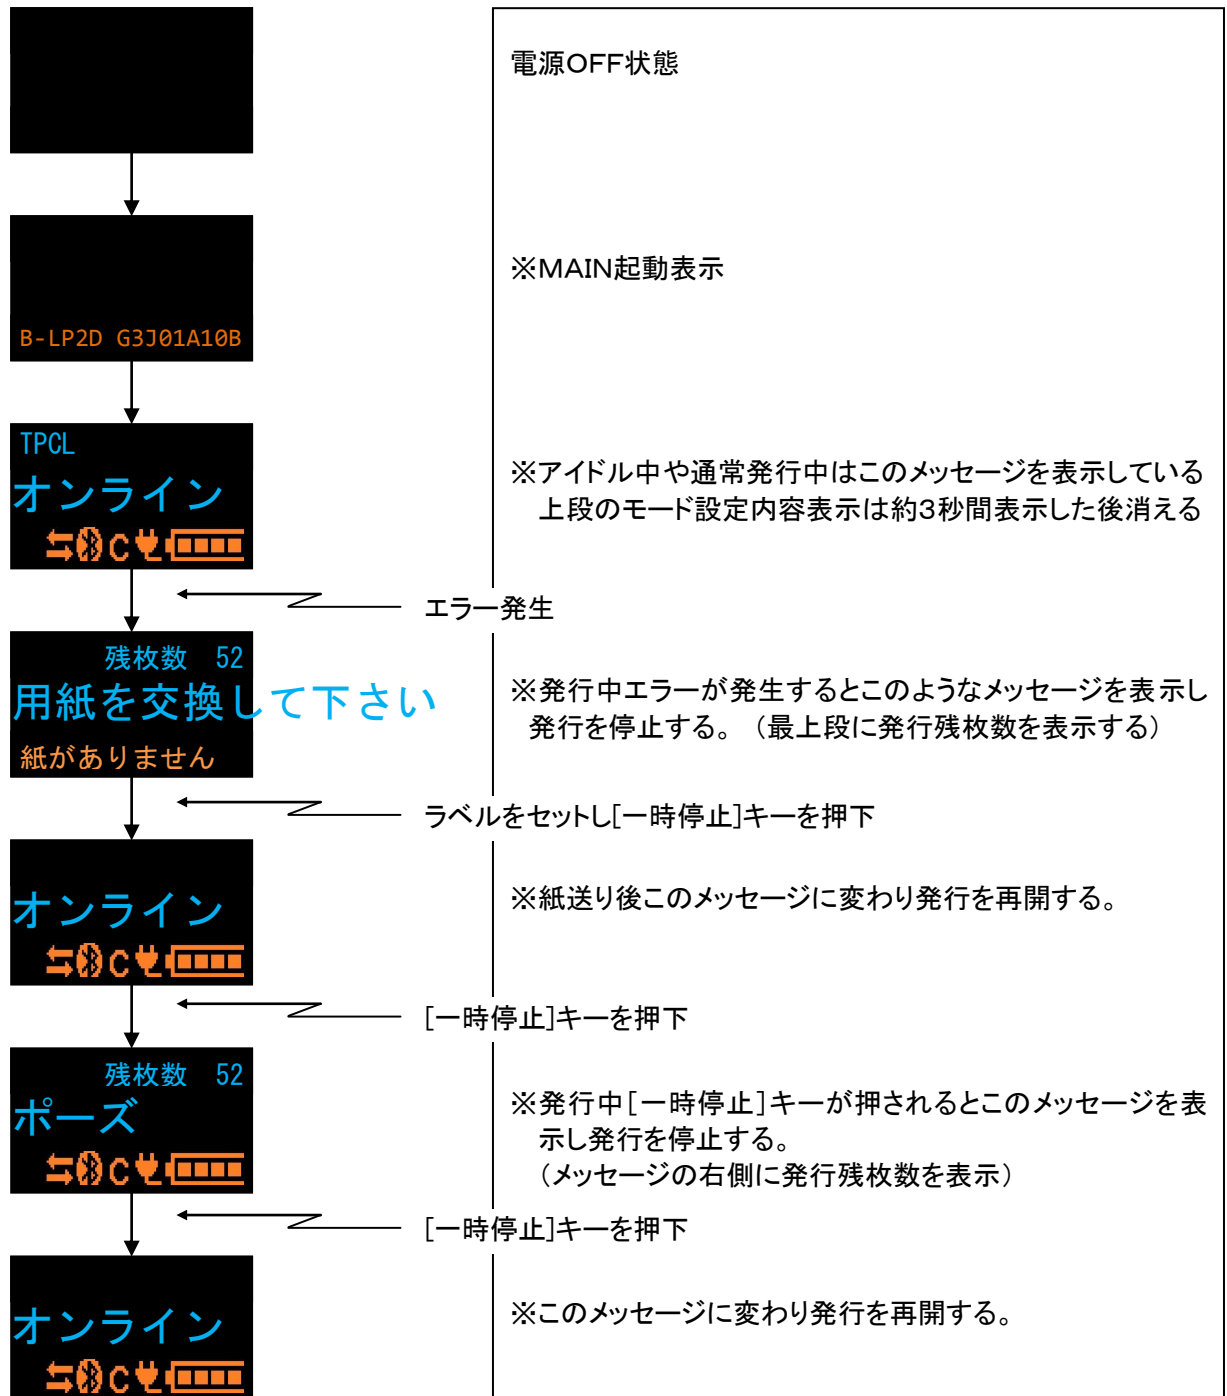 電源OFF状態
※MAIN起動表示
B-LP2D G3J01A10B
TPCL
オンライン
C
※アイドル中や通常発行中はこのメッセージを表示している
上段のモード設定内容表示は約3秒間表示した後消える
エラー発生
残枚数 52
用紙を交換して下さい
紙がありません
※発行中エラーが発生するとこのようなメッセージを表示し
発行を停止する。（最上段に発行残枚数を表示する）
ラベルをセットし[一時停止]キーを押下
オンライン
C
※紙送り後このメッセージに変わり発行を再開する。
[一時停止]キーを押下
残枚数 52
ポーズ
C
※発行中[一時停止]キーが押されるとこのメッセージを表
示し発行を停止する。
（メッセージの右側に発行残枚数を表示）
[一時停止]キーを押下
オンライン
C
※このメッセージに変わり発行を再開する。